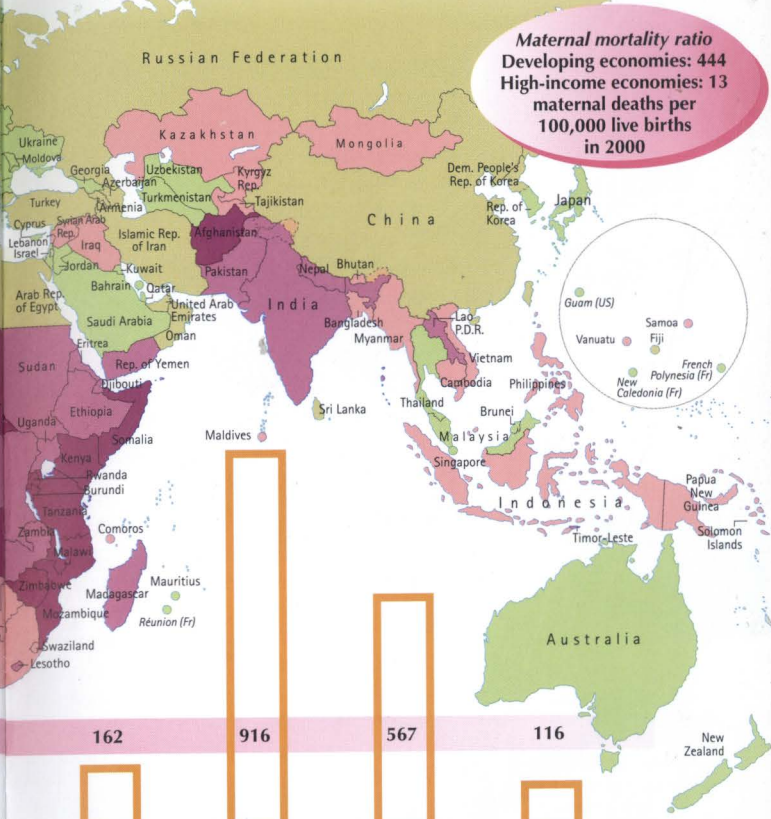 Maternal mortality ratio
Developing economies: 444
High-income economies: 13
maternal deaths per
100,000 live births
in 2000
Russian Federation
Kazakhstan
Mongolia
Ukraine
Moldova
Georgia
Uzbekistan
Kyrgyz
Rep.
Azerbaijan
Turkmenistan
Tajikistan
Turkey
Armenia
Dem. People's
Rep. of Korea
Rep. of
Korea
Japan
China
Cyprus
Syrian Arab
Rep.
Lebanon
Israel
Iraq
Islamic Rep.
of Iran
Afghanistan
Jordan
Kuwait
Pakistan
Nepal
Bhutan
Bahrain
Qatar
Arab Rep.
of Egypt
United Arab
Emirates
India
Saudi Arabia
Oman
Bangladesh
Myanmar
Lao
P.D.R.
Eritrea
Rep. of Yemen
Vietnam
Sudan
Djibouti
Cambodia
Philippines
Thailand
Guam (US)
Samoa
Vanuatu
Fiji
French
Polynesia (Fr)
New
Caledonia (Fr)
Ethiopia
Sri Lanka
Brunei
Uganda
Somalia
Maldives
Malaysia
Kenya
Singapore
Rwanda
Burundi
Indonesia
Papua
New
Guinea
Tanzania
Solomon
Islands
Timor-Leste
Zambia
Comoros
Malawi
Zimbabwe
Madagascar
Mauritius
Mozambique
Réunion (Fr)
Swaziland
Lesotho
Australia
162
916
567
116
New
Zealand